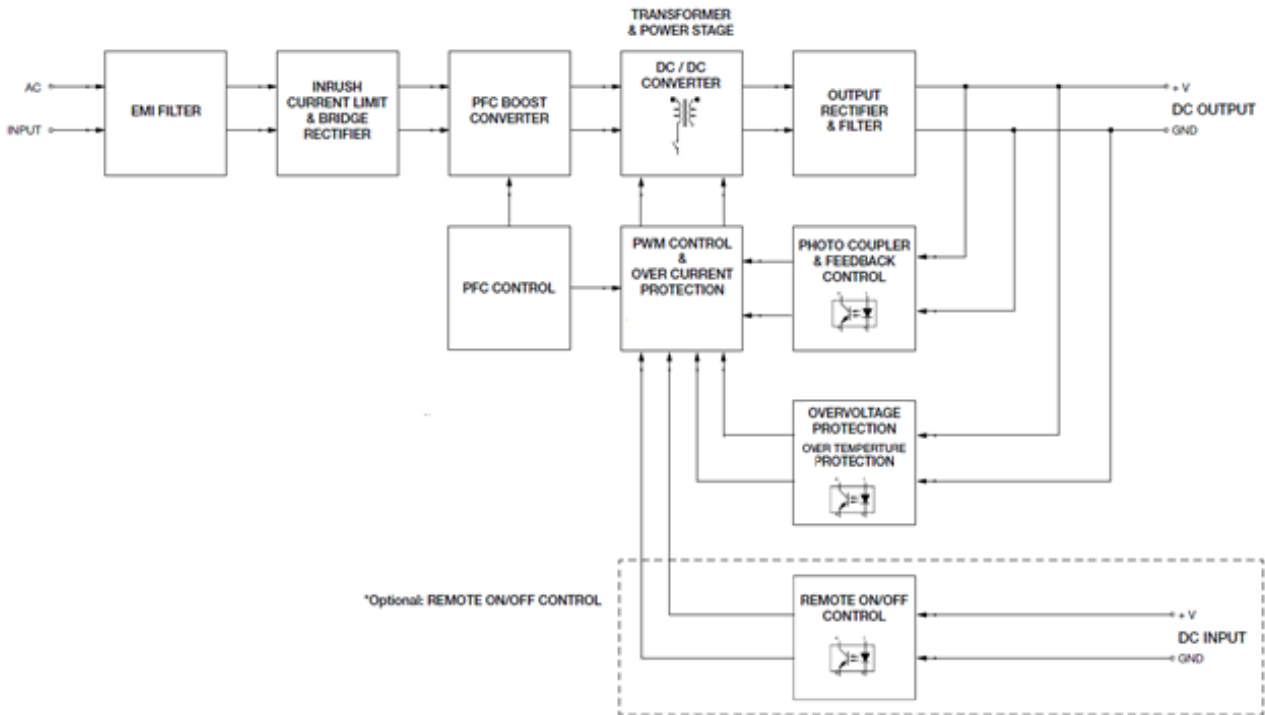 TRANSFORMER
& POWER STAGE
AC
INPUT
EMI FILTER
INRUSH
CURRENT LIMIT
& BRIDGE
RECTIFIER
PFC BOOST
CONVERTER
DC / DC
CONVERTER
OUTPUT
RECTIFIER
& FILTER
+ V
DC OUTPUT
GND
PFC CONTROL
PWM CONTROL
&
OVER CURRENT
PROTECTION
PHOTO COUPLER
& FEEDBACK
CONTROL
OVERVOLTAGE
PROTECTION
OVER TEMPERTURE
PROTECTION
*Optional: REMOTE ON/OFF CONTROL
REMOTE ON/OFF
CONTROL
+ V
DC INPUT
GND